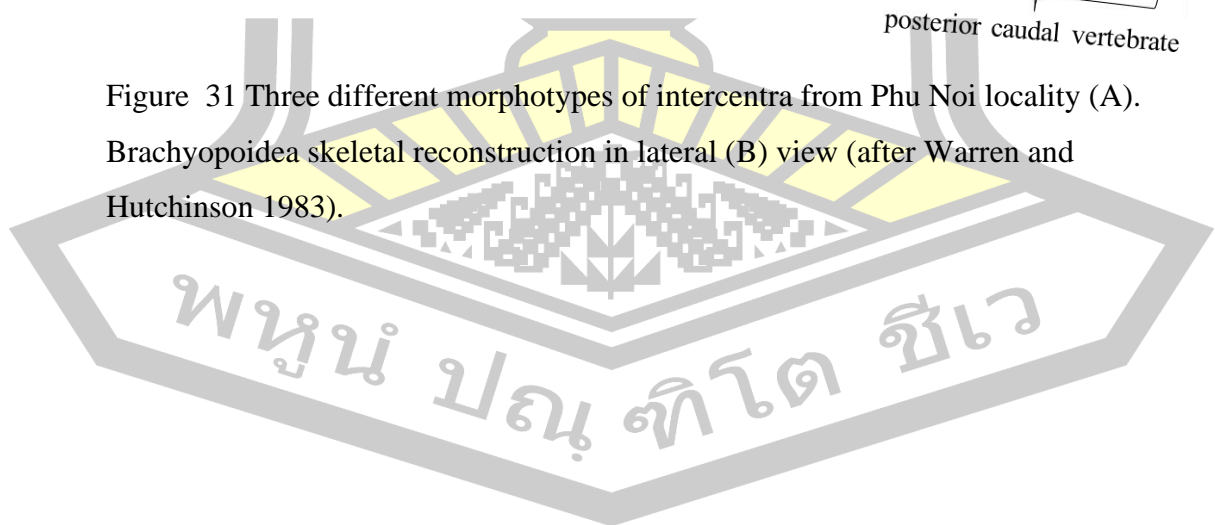 posterior caudal vertebrate
Figure 31 Three different morphotypes of intercentra from Phu Noi locality (A).
Brachyopoidea skeletal reconstruction in lateral (B) view (after Warren and
Hutchinson 1983).
พหูนํ ปณฺฑิโต ชีเว